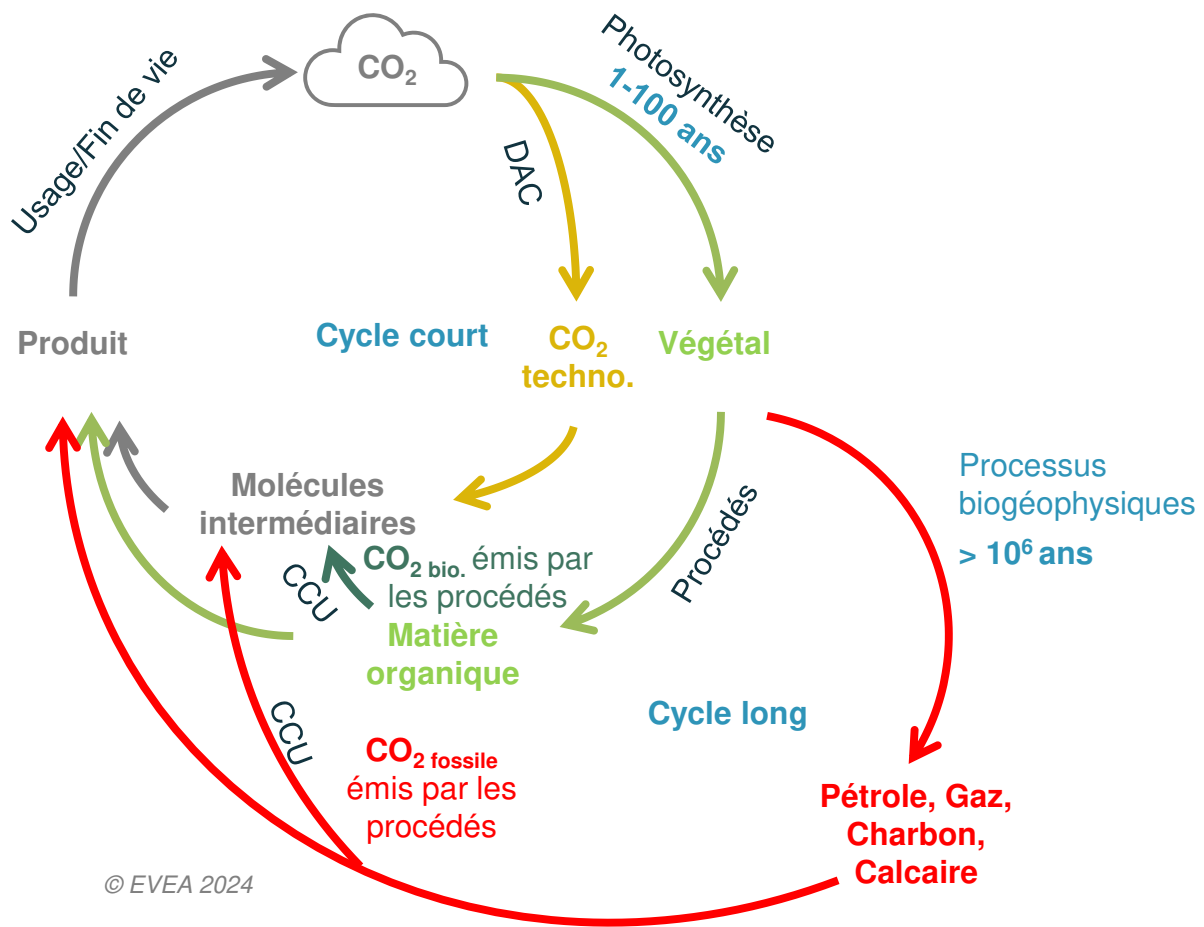 CO₂
Photosynthèse
1-100 ans
Usage/Fin de vie
DAC
Produit
Cycle court
CO₂
techno.
Végétal
Processus
biogéophysiques
> 10⁶ ans
Molécules
intermédiaires
Procédés
CO₂ bio. émis par
les procédés
CCU
Matière
organique
Cycle long
CCU
CO₂ fossile
émis par les
procédés
Pétrole, Gaz,
Charbon,
Calcaire
© EVEA 2024